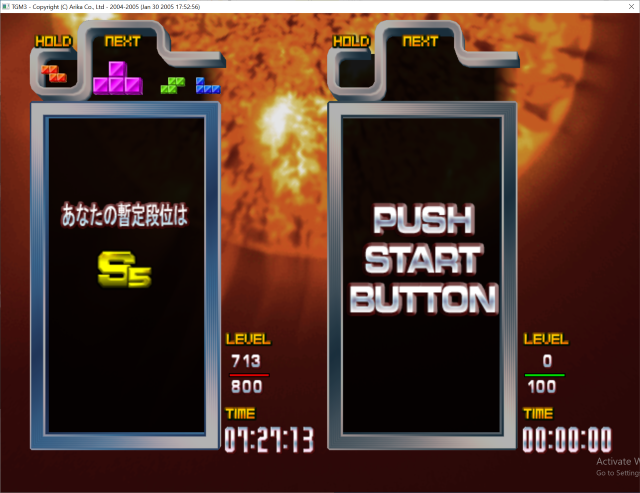 TGM3 - Copyright (C) Arika Co., Ltd - 2004-2005 (Jan 30 2005 17:52:56)
HOLD NEXT
HOLD NEXT
あなたの暫定段位は
S5
PUSH
START
BUTTON
LEVEL
713
800
TIME
07:27:13
LEVEL
0
100
TIME
00:00:00
Activate W
Go to Settings